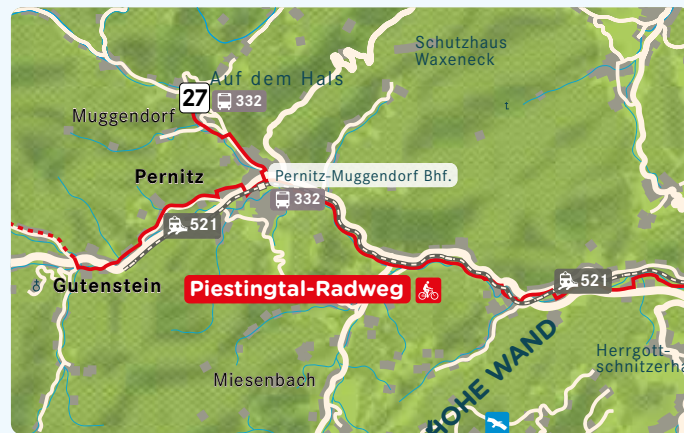 Schutzhaus
Waxeneck
Auf dem Hals
27
332
Muggendorf
t
Pernitz
Pernitz-Muggendorf Bhf.
332
521
Gutenstein
Piestingtal-Radweg
521
HOHE WAND
Herrgott-
schnitzerha
Miesenbach